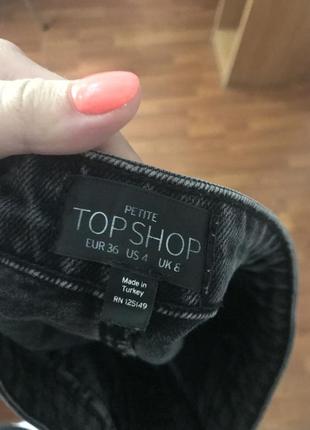 PETITE
TOPSHOP
EUR 36 US 4 UK 8
Made in
Turkey
RN 125149